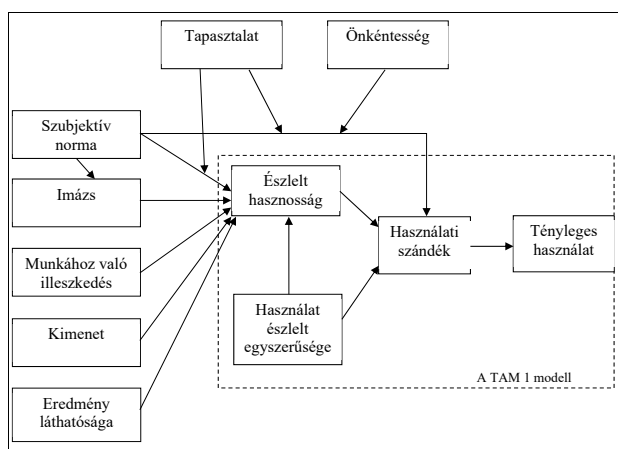 Tapasztalat
Önkéntesség
Szubjektív
norma
Imázs
Észlelt
hasznosság
Használati
szándék
Tényleges
használat
Munkához való
illeszkedés
Kimenet
Használat
észlelt
egyszerűsége
Eredmény
láthatósága
A TAM 1 modell